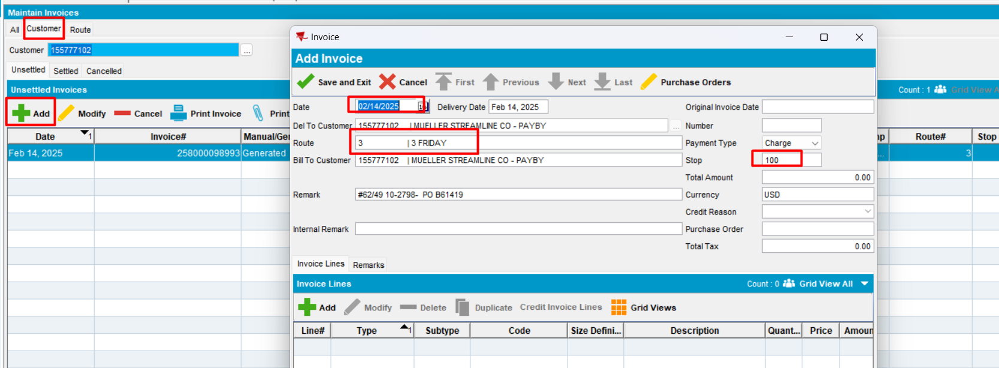 Maintain Invoices
All Customer Route
Customer 155777102 ...
Unsettled Settled Cancelled
Unsettled Invoices
Add Modify Cancel Print Invoice Print
Date 1 Invoice# Manual/Ge
Feb 14, 2025 258000098993 Generated
Invoice
Add Invoice
Save and Exit Cancel First Previous Next Last Purchase Orders
Date 02/14/2025 Delivery Date Feb 14, 2025 Original Invoice Date
Del To Customer 155777102 | MUELLER STREAMLINE CO - PAYBY ... Number
Route 3 | 3 FRIDAY Payment Type Charge
Bill To Customer 155777102 | MUELLER STREAMLINE CO - PAYBY Stop 100
Total Amount 0.00
Remark #62/49 10-2798- PO B61419 Currency USD
Credit Reason
Internal Remark Purchase Order
Total Tax 0.00
Invoice Lines Remarks
Invoice Lines Count : 0 Grid View All
Add Modify Delete Duplicate Credit Invoice Lines Grid Views
Line# Type 1 Subtype Code Size Defini... Description Quant... Price Amoun
Count : 1 Grid View A
np Route# Stop
... 3